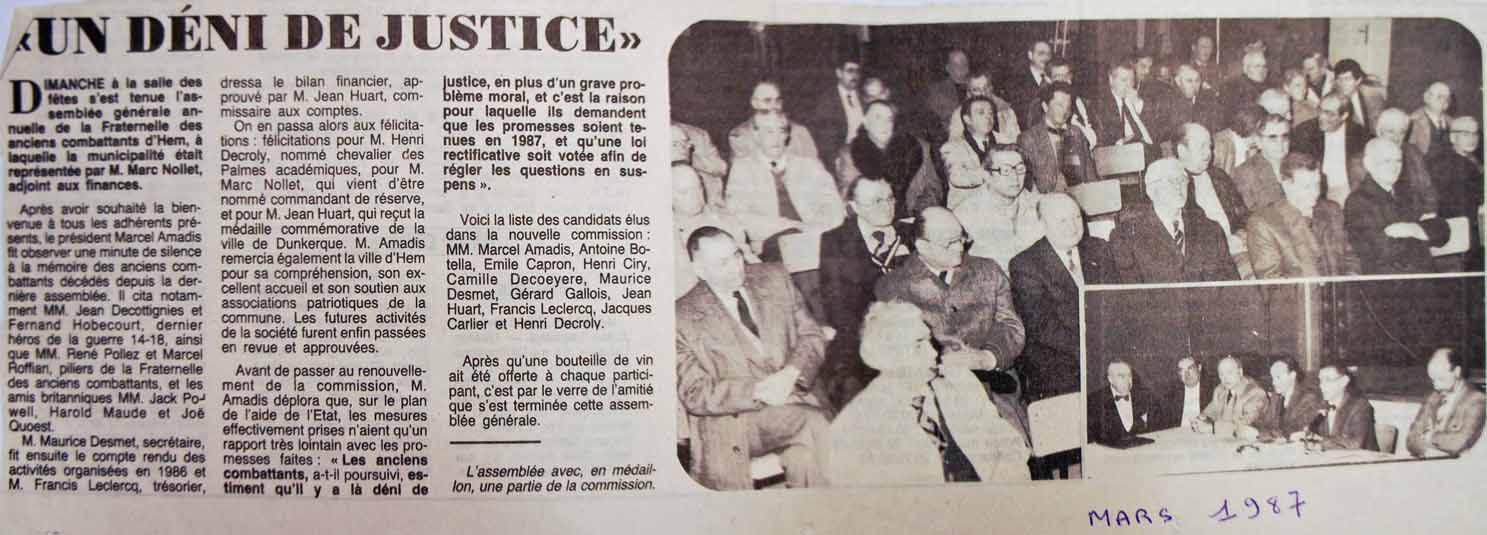 «UN DÉNI DE JUSTICE»
DIMANCHE à la salle des
fêtes s'est tenue l'as-
semblée générale an-
nuelle de la Fraternelle des
anciens combattants d'Hem, à
laquelle la municipalité était
représentée par M. Marc Nollet,
adjoint aux finances.
Après avoir souhaité la bien-
venue à tous les adhérents pré-
sents, le président Marcel Amadis
fit observer une minute de silence
à la mémoire des anciens com-
battants décédés depuis la der-
nière assemblée. Il cita notam-
ment MM. Jean Decottignies et
Fernand Hobecourt, dernier
héros de la guerre 14-18, ainsi
que MM. René Pollez et Marcel
Roffian, piliers de la Fraternelle
des anciens combattants, et les
amis britanniques MM. Jack Po-
well, Harold Maude et Joë
Quoest.
M. Maurice Desmet, secrétaire,
fit ensuite le compte rendu des
activités organisées en 1986 et
M. Francis Leclercq, trésorier,
dressa le bilan financier, ap-
prouvé par M. Jean Huart, com-
missaire aux comptes.
On en passa alors aux félicita-
tions : félicitations pour M. Henri
Decroly, nommé chevalier des
Palmes académiques, pour M.
Marc Nollet, qui vient d'être
nommé commandant de réserve,
et pour M. Jean Huart, qui reçut la
médaille commémorative de la
ville de Dunkerque. M. Amadis
remercia également la ville d'Hem
pour sa compréhension, son ex-
cellent accueil et son soutien aux
associations patriotiques de la
commune. Les futures activités
de la société furent enfin passées
en revue et approuvées.
Avant de passer au renouvelle-
ment de la commission, M.
Amadis déplora que, sur le plan
de l'aide de l'Etat, les mesures
effectivement prises n'aient qu'un
rapport très lointain avec les pro-
messes faites : « Les anciens
combattants, a-t-il poursuivi, es-
timent qu'il y a là déni de
justice, en plus d'un grave pro-
blème moral, et c'est la raison
pour laquelle ils demandent
que les promesses soient te-
nues en 1987, et qu'une loi
rectificative soit votée afin de
régler les questions en sus-
pens ».
Voici la liste des candidats élus
dans la nouvelle commission :
MM. Marcel Amadis, Antoine Bo-
tella, Emile Capron, Henri Ciry,
Camille Decoeyere, Maurice
Desmet, Gérard Gallois, Jean
Huart, Francis Leclercq, Jacques
Carlier et Henri Decroly.
Après qu'une bouteille de vin
ait été offerte à chaque partici-
pant, c'est par le verre de l'amitié
que s'est terminée cette assem-
blée générale.
L'assemblée avec, en médail-
lon, une partie de la commission.
MARS 1987